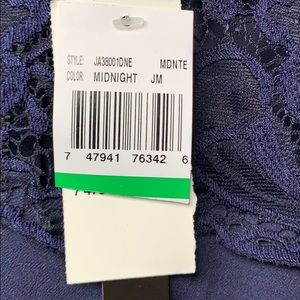 STYLE: JA38001DNE MDNTE
COLOR: MIDNIGHT JM
7 47941 76342 6